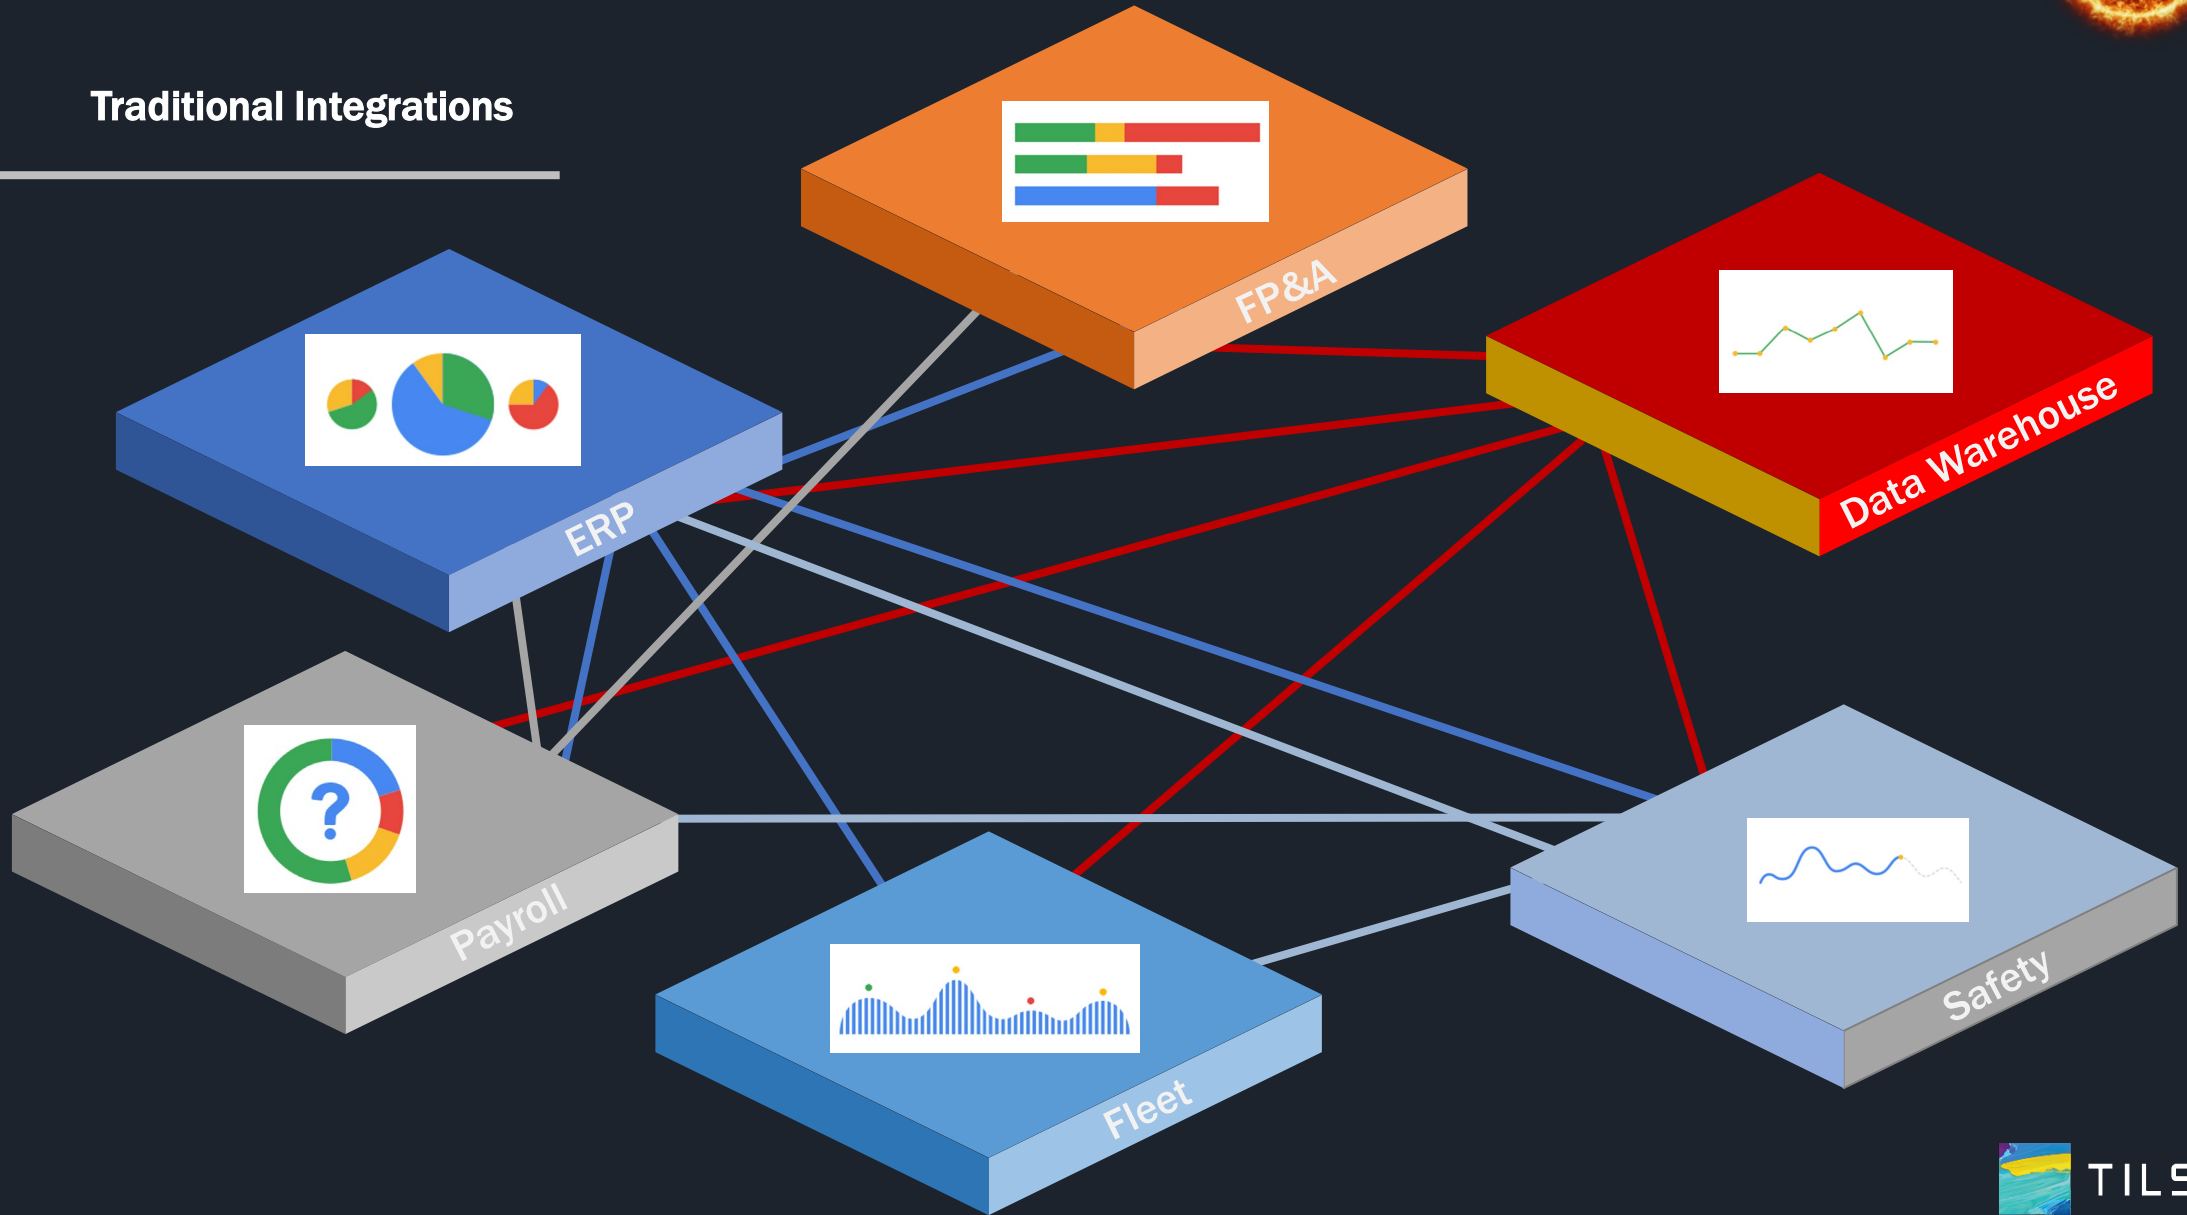 Traditional Integrations
FP&A
Data Warehouse
ERP
?
Payroll
Safety
Fleet
TILS